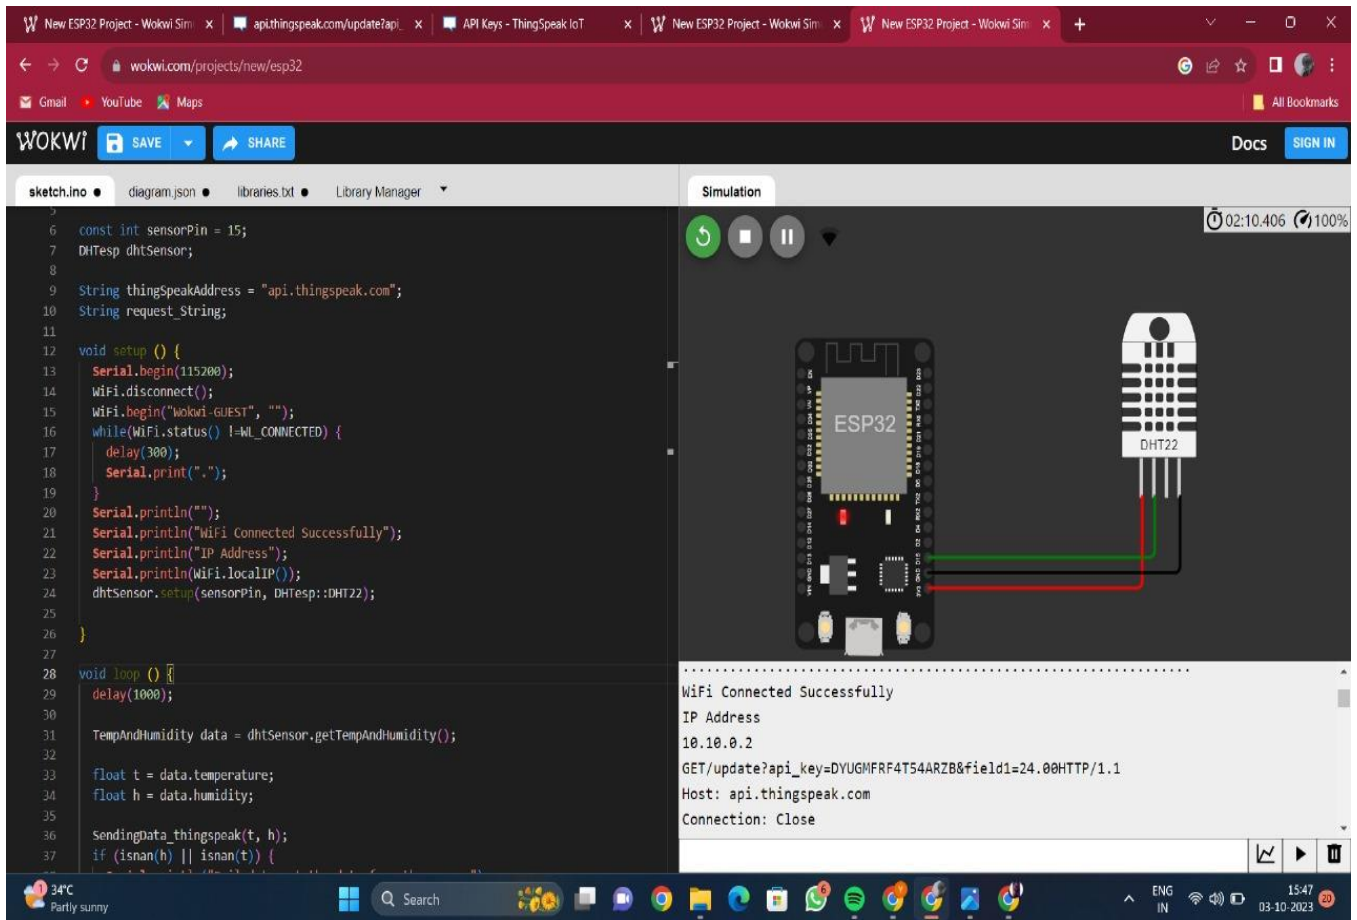 New ESP32 Project - Wokwi Sim
api.thingspeak.com/update?api_
API Keys - ThingSpeak IoT
New ESP32 Project - Wokwi Sim
New ESP32 Project - Wokwi Sim
wokwi.com/projects/new/esp32
Gmail YouTube Maps All Bookmarks
WOKWi SAVE SHARE Docs SIGN IN
sketch.ino ● diagram.json ● libraries.txt ● Library Manager ▼
5
6 const int sensorPin = 15;
7 DHTesp dhtSensor;
8
9 String thingSpeakAddress = "api.thingspeak.com";
10 String request_String;
11
12 void setup () {
13 Serial.begin(115200);
14 WiFi.disconnect();
15 WiFi.begin("Wokwi-GUEST", "");
16 while(WiFi.status() !=WL_CONNECTED) {
17 delay(300);
18 Serial.print(".");
19 }
20 Serial.println("");
21 Serial.println("WiFi Connected Successfully");
22 Serial.println("IP Address");
23 Serial.println(WiFi.localIP());
24 dhtSensor.setup(sensorPin, DHTesp::DHT22);
25
26 }
27
28 void loop () {
29 delay(1000);
30
31 TempAndHumidity data = dhtSensor.getTempAndHumidity();
32
33 float t = data.temperature;
34 float h = data.humidity;
35
36 SendingData_thingspeak(t, h);
37 if (isnan(h) || isnan(t)) {
Simulation
02:10.406 100%
ESP32
DHT22
WiFi Connected Successfully
IP Address
10.10.0.2
GET/update?api_key=DYUGMFRF4T54ARZB&field1=24.00HTTP/1.1
Host: api.thingspeak.com
Connection: Close
1
34°C
Partly sunny
Search
6
ENG
IN
15:47
03-10-2023
20